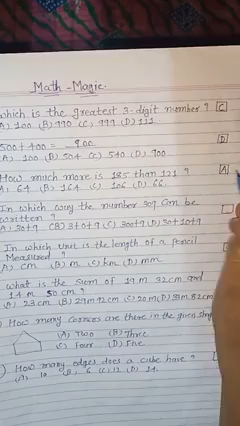 Math-Magic
which is the greatest 3-digit number? [C]
A) 100 (B) 990 (C) 999 (D) 111
500 + 400 = 900 [D]
(A) 100 (B) 504 (C) 540 (D) 900
How much more is 185 than 121? [A]
A) 64 (B) 164 (C) 106 (D) 66
In which way the number 309 can be
written?
(A) 30+9 (B) 3+0+9 (C) 300+9 (D) 30+10+9
In which unit is the length of a pencil
Measured?
(A) cm (B) m (C) km (D) mm
what is the sum of 19 m 32 cm and
14 m 50 cm?
(A) 23 cm (B) 29 m 92 cm (C) 20 m (D) 33 m 82 cm
How many corners are there in the given
(A) Two (B) Three
(C) Four (D) Five
How many edges does a cube have?
(A) 10 (B) 6 (C) 12 (D) 14